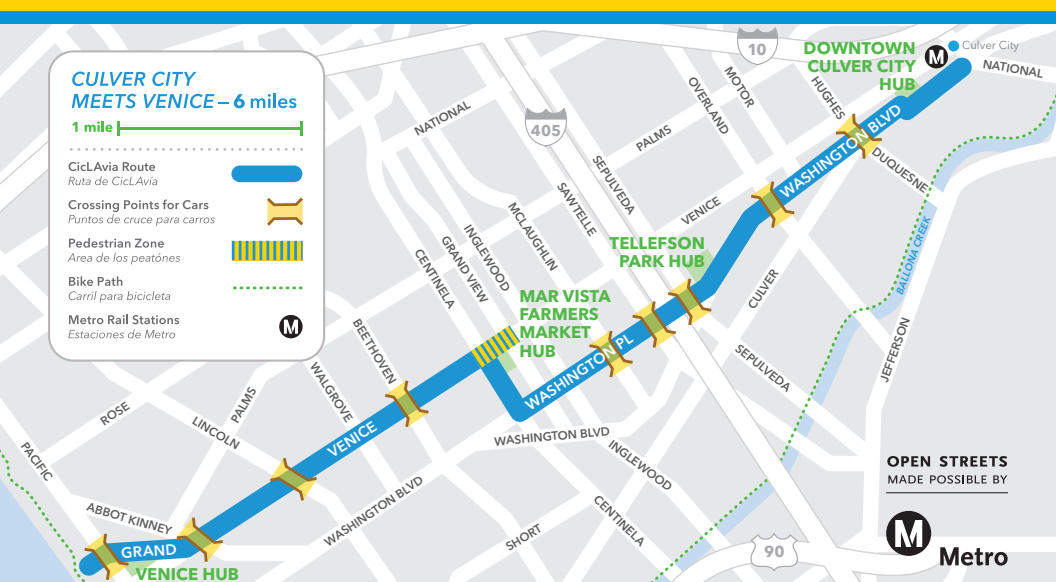 CULVER CITY
MEETS VENICE – 6 miles
1 mile
CicLAvia Route
Ruta de CicLAvía
Crossing Points for Cars
Puntos de cruce para carros
Pedestrian Zone
Area de los peatónes
Bike Path
Carril para bicicleta
Metro Rail Stations
Estaciones de Metro
M
10
DOWNTOWN
CULVER CITY
HUB
M
Culver City
NATIONAL
MOTOR
OVERLAND
HUGHES
NATIONAL
405
PALMS
WASHINGTON BLVD
DUQUESNE
SEPULVEDA
SAWTELLE
VENICE
MCLAUGHLIN
INGLEWOOD
GRAND VIEW
CENTINELA
TELLEFSON
PARK HUB
BALLONA CREEK
CULVER
MAR VISTA
FARMERS
MARKET
HUB
WASHINGTON PL
BEETHOVEN
WALGROVE
JEFFERSON
SEPULVEDA
PALMS
ROSE
LINCOLN
VENICE
WASHINGTON BLVD
INGLEWOOD
PACIFIC
WASHINGTON BLVD
CENTINELA
SHORT
ABBOT KINNEY
GRAND
VENICE HUB
90
OPEN STREETS
MADE POSSIBLE BY
M
Metro